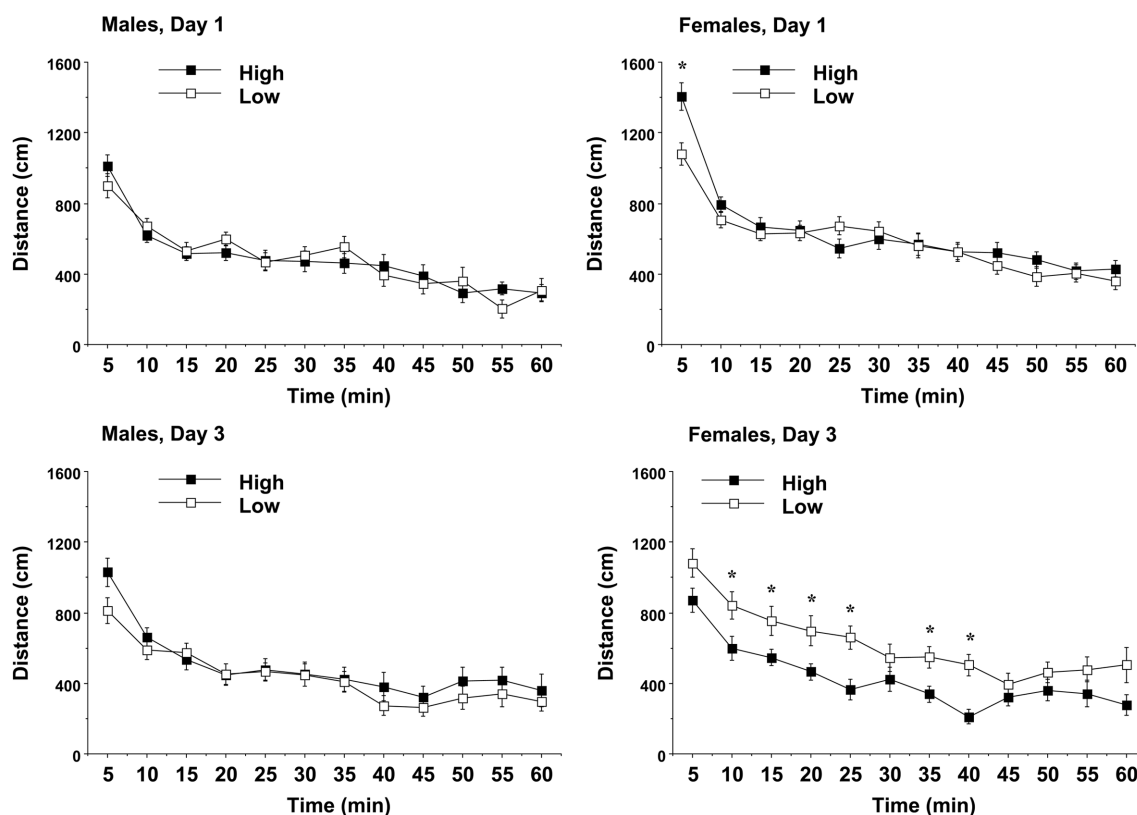 Males, Day 1
High
Low
1600
1200
800
400
0
Distance (cm)
5 10 15 20 25 30 35 40 45 50 55 60
Time (min)
Females, Day 1
*
High
Low
1600
1200
800
400
0
Distance (cm)
5 10 15 20 25 30 35 40 45 50 55 60
Time (min)
Males, Day 3
High
Low
1600
1200
800
400
0
Distance (cm)
5 10 15 20 25 30 35 40 45 50 55 60
Time (min)
Females, Day 3
High
Low
* * * * * *
1600
1200
800
400
0
Distance (cm)
5 10 15 20 25 30 35 40 45 50 55 60
Time (min)